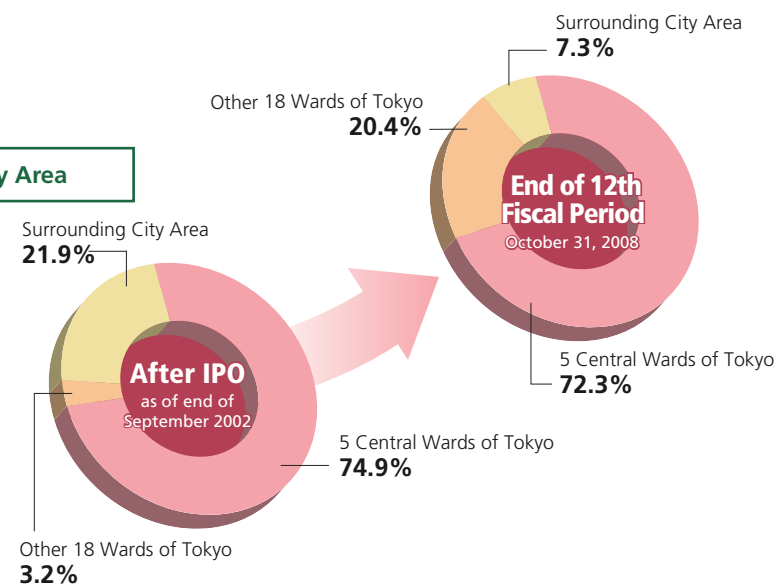 y Area
Surrounding City Area
7.3%
Other 18 Wards of Tokyo
20.4%
End of 12th
Fiscal Period
October 31, 2008
5 Central Wards of Tokyo
72.3%
Surrounding City Area
21.9%
After IPO
as of end of
September 2002
5 Central Wards of Tokyo
74.9%
Other 18 Wards of Tokyo
3.2%